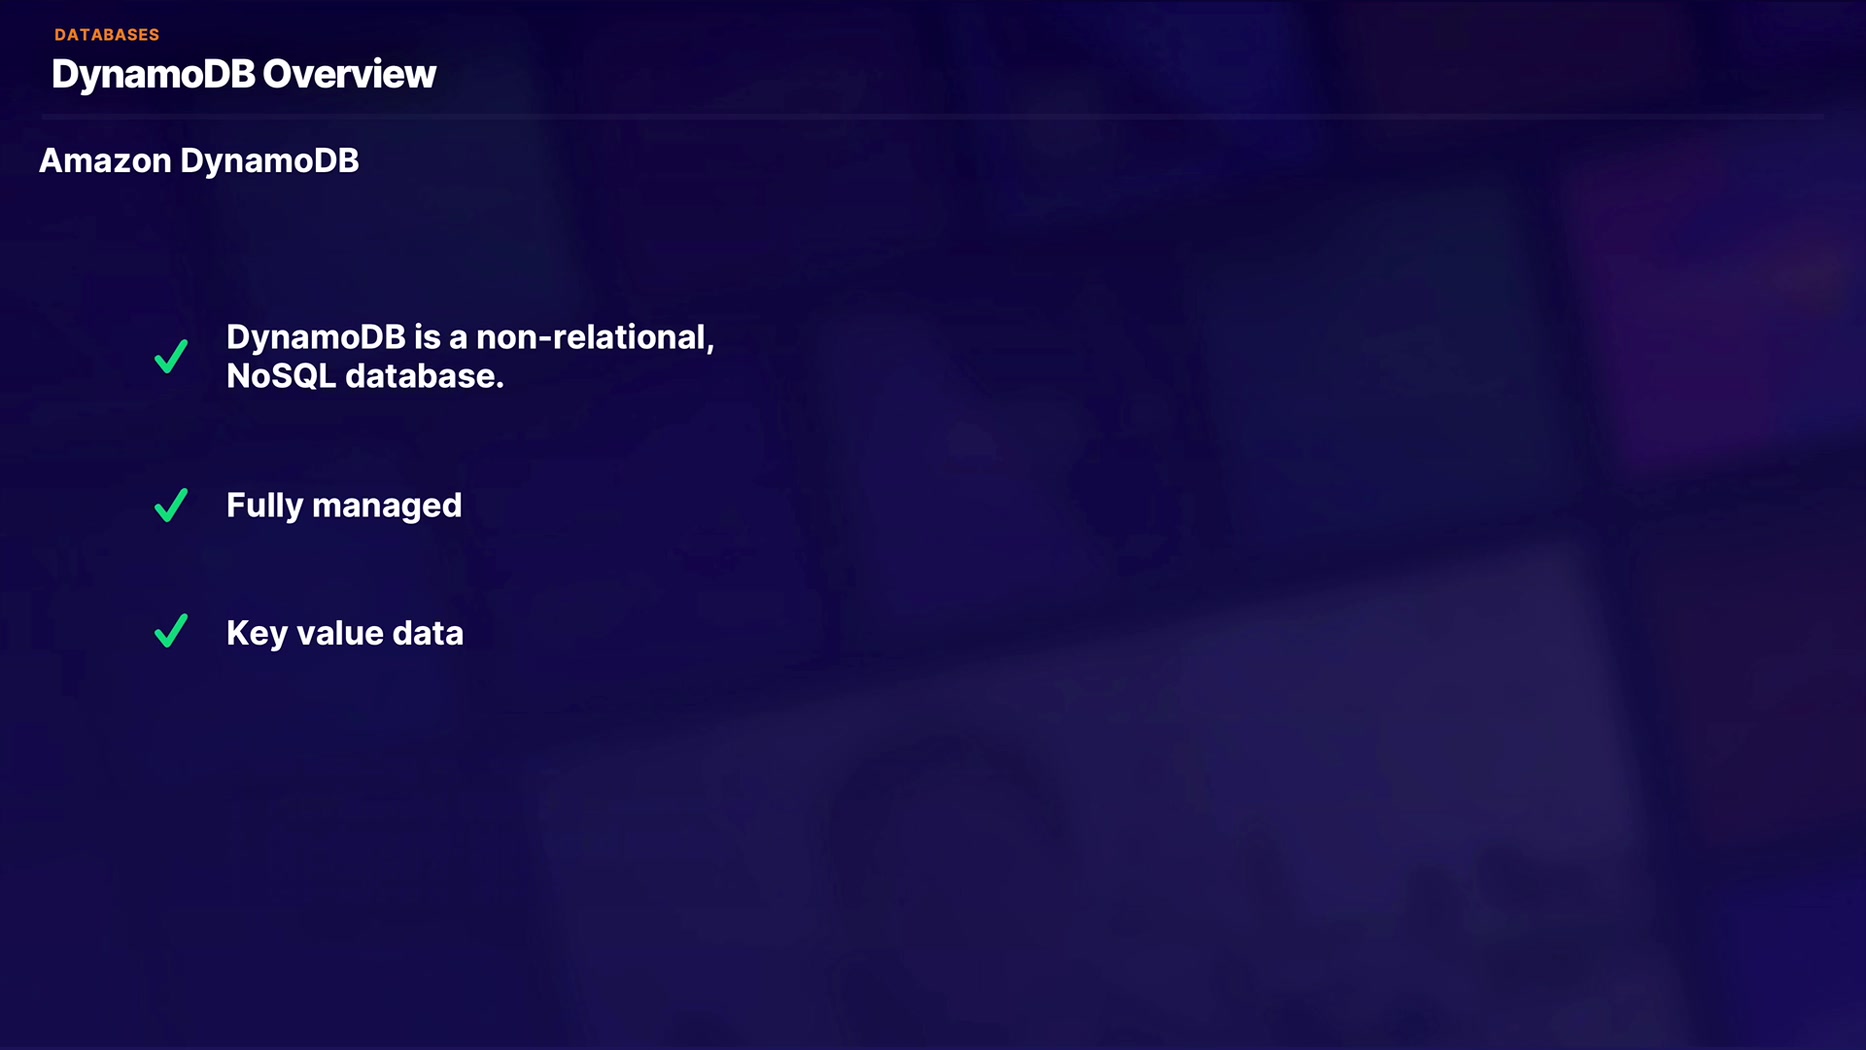 DATABASES
DynamoDB Overview
Amazon DynamoDB
DynamoDB is a non-relational,
NoSQL database.
Fully managed
Key value data